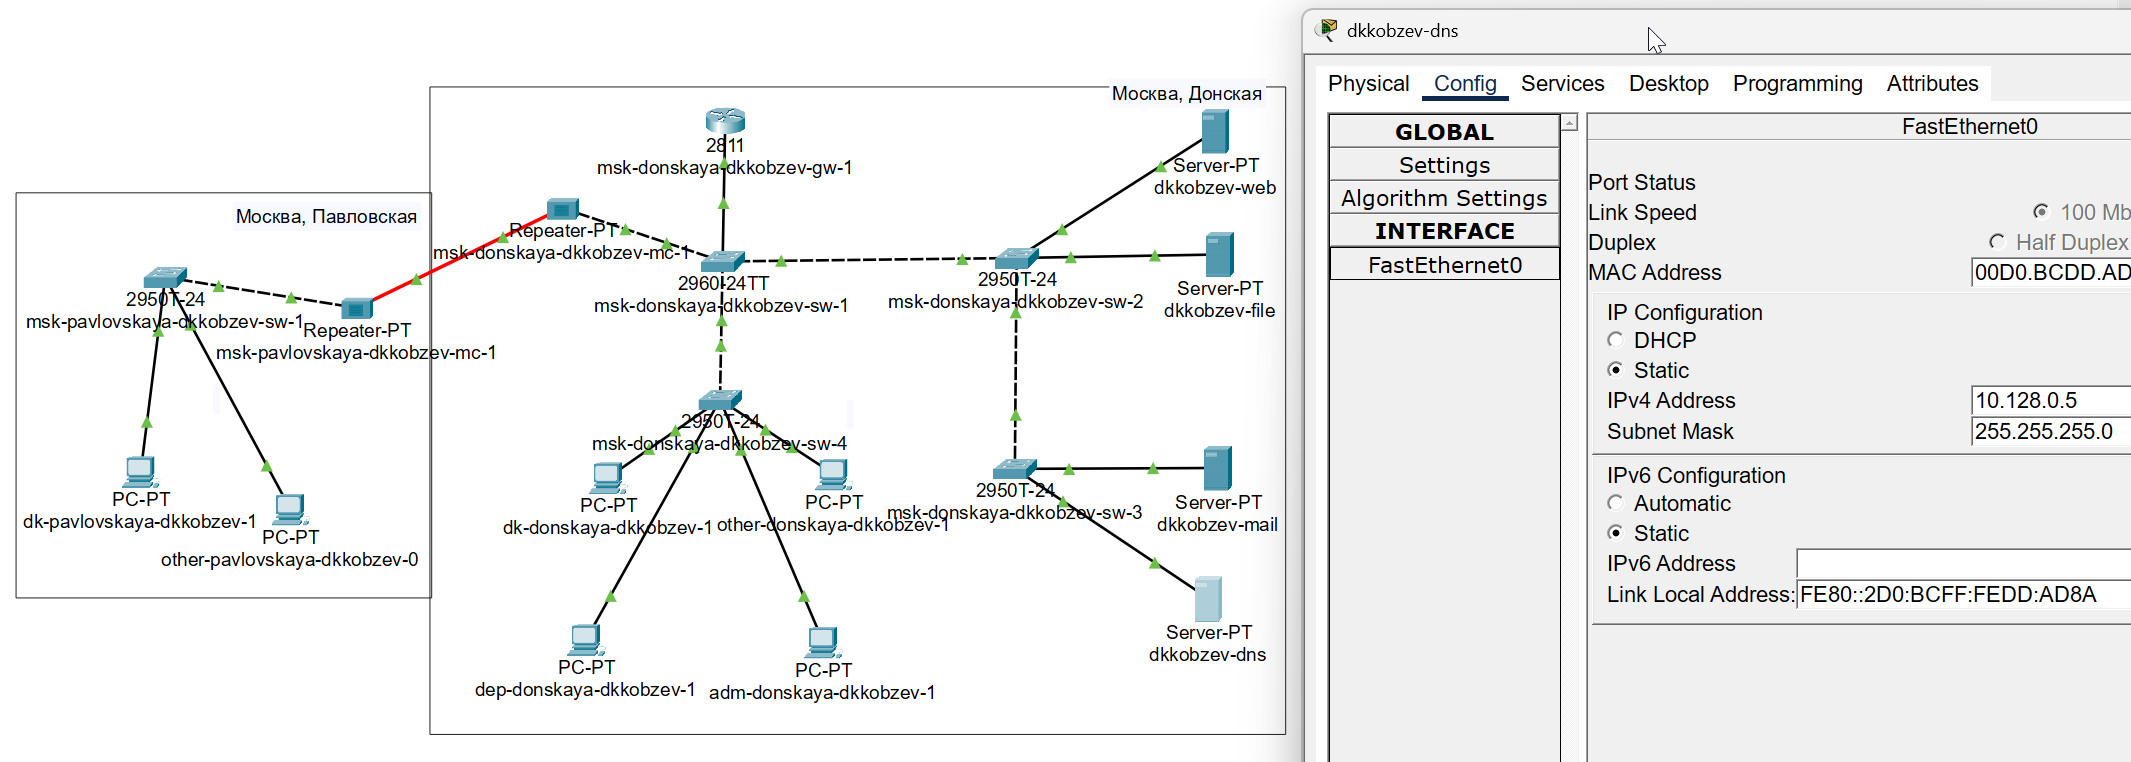 Москва, Донская
2811
msk-donskaya-dkkobzev-gw-1
Server-PT
dkkobzev-web
Москва, Павловская
Repeater-PT
msk-donskaya-dkkobzev-mc-1
2960-24TT
msk-donskaya-dkkobzev-sw-1
2950T-24
msk-donskaya-dkkobzev-sw-2
Server-PT
dkkobzev-file
2950T-24
msk-pavlovskaya-dkkobzev-sw-1
Repeater-PT
msk-pavlovskaya-dkkobzev-mc-1
2950T-24
msk-donskaya-dkkobzev-sw-4
PC-PT
dk-pavlovskaya-dkkobzev-1
PC-PT
other-pavlovskaya-dkkobzev-0
PC-PT
dk-donskaya-dkkobzev-1
PC-PT
other-donskaya-dkkobzev-1
2950T-24
msk-donskaya-dkkobzev-sw-3
Server-PT
dkkobzev-mail
PC-PT
dep-donskaya-dkkobzev-1
PC-PT
adm-donskaya-dkkobzev-1
Server-PT
dkkobzev-dns
dkkobzev-dns
Physical Config Services Desktop Programming Attributes
GLOBAL
Settings
Algorithm Settings
INTERFACE
FastEthernet0
FastEthernet0
Port Status
Link Speed 100 Mb
Duplex Half Duplex
MAC Address 00D0.BCDD.AD
IP Configuration
DHCP
Static
IPv4 Address 10.128.0.5
Subnet Mask 255.255.255.0
IPv6 Configuration
Automatic
Static
IPv6 Address
Link Local Address: FE80::2D0:BCFF:FEDD:AD8A